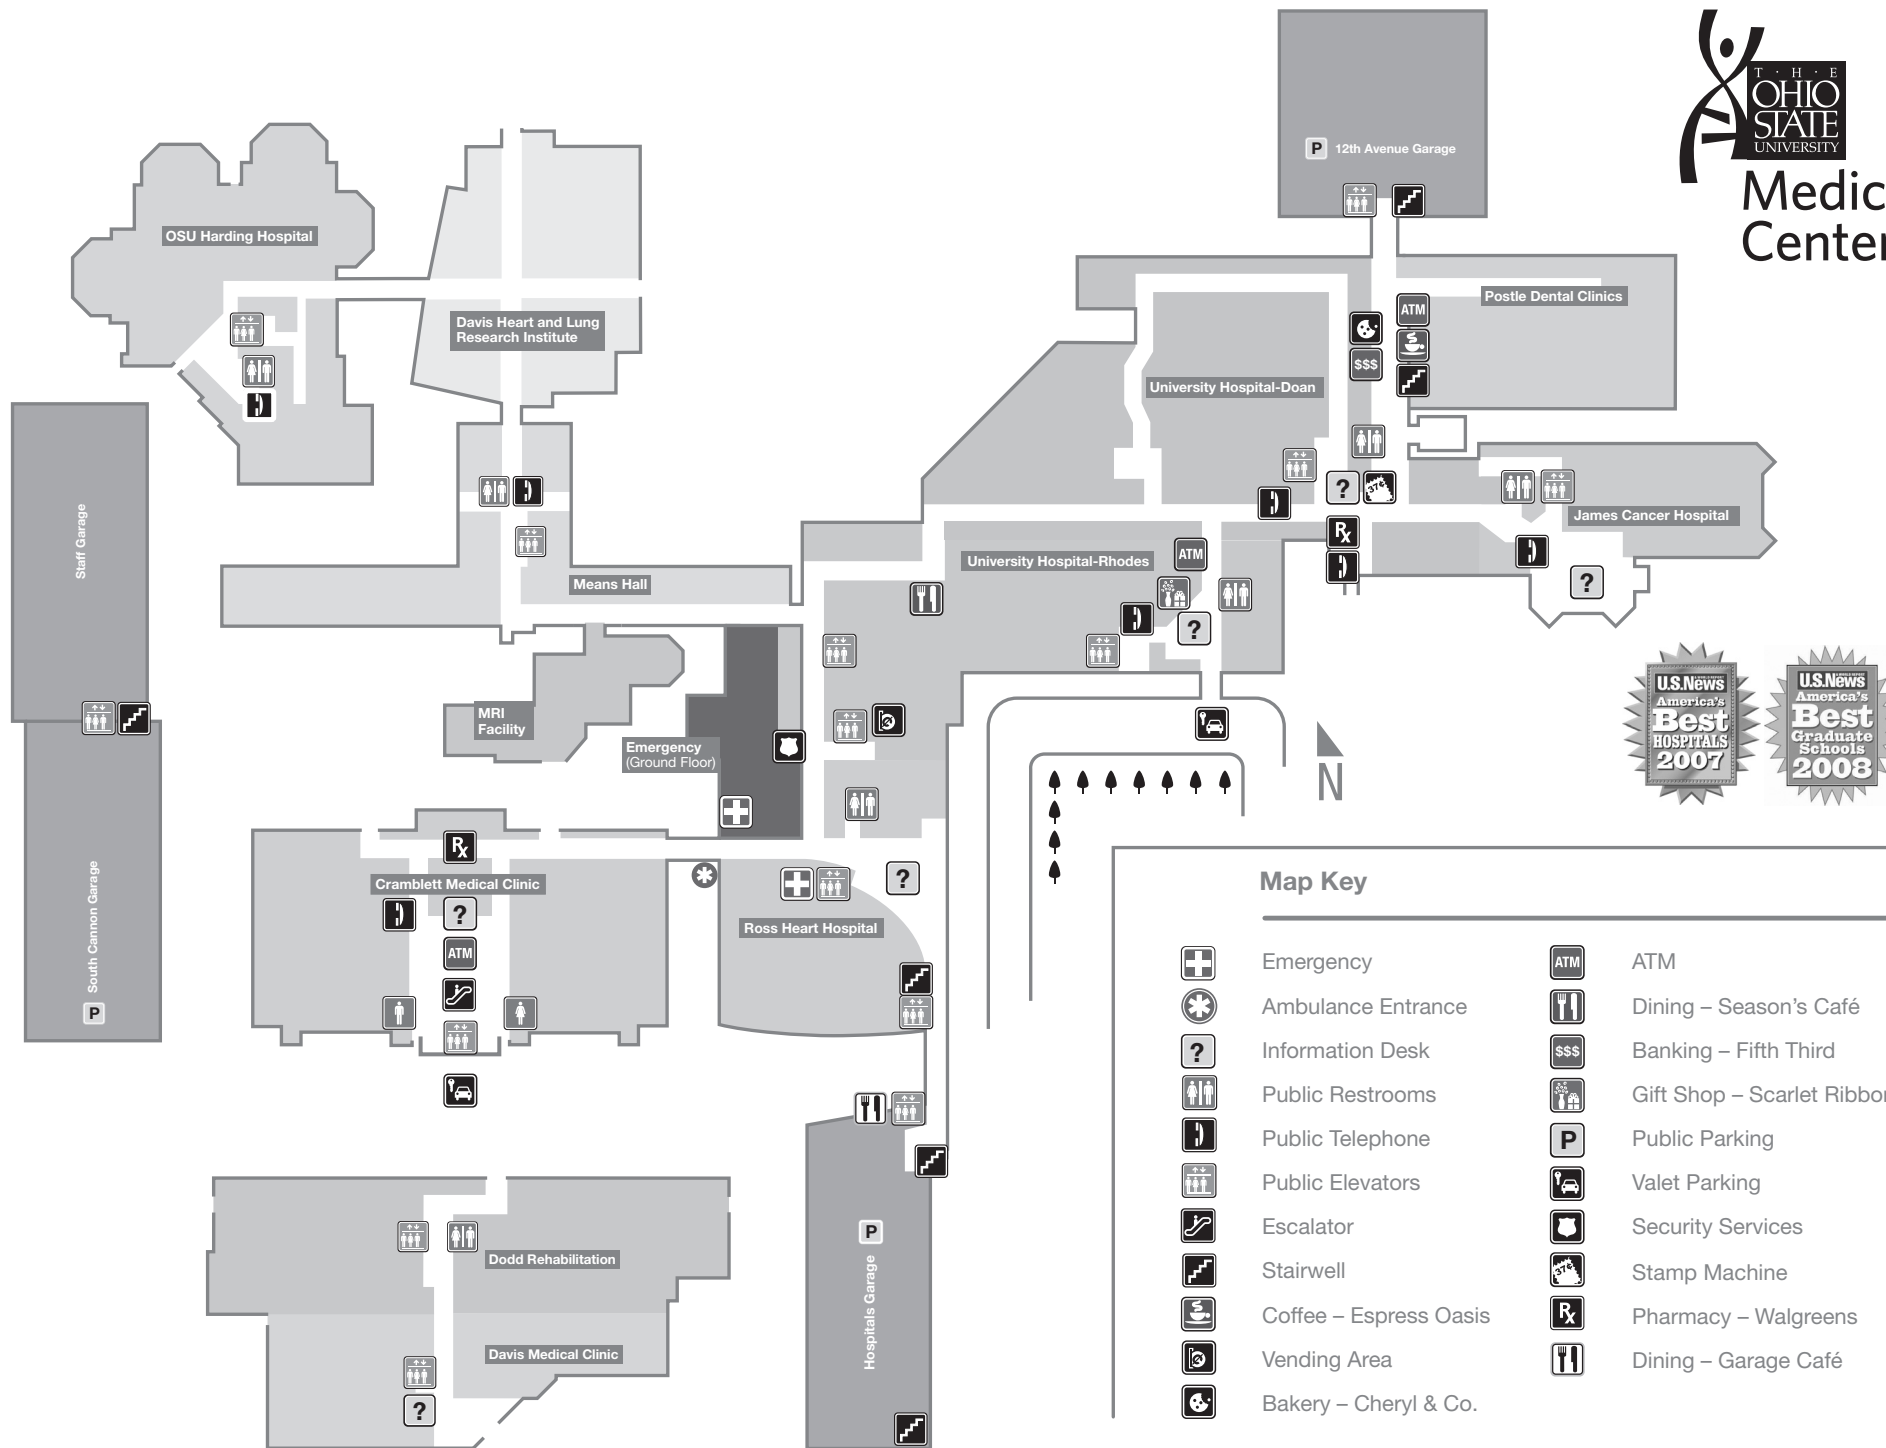 T · H · E
OHIO
STATE
UNIVERSITY
Medic
Center
P 12th Avenue Garage
OSU Harding Hospital
Davis Heart and Lung
Research Institute
Postle Dental Clinics
ATM
$$$
University Hospital-Doan
?
37¢
James Cancer Hospital
Rx
?
University Hospital-Rhodes
ATM
?
Means Hall
Staff Garage
MRI
Facility
Emergency
(Ground Floor)
N
U.S.News
America's
Best
HOSPITALS
2007
U.S.News
America's
Best
Graduate
Schools
2008
Rx
Cramblett Medical Clinic
?
ATM
?
Ross Heart Hospital
South Cannon Garage
P
Dodd Rehabilitation
Davis Medical Clinic
?
P
Hospitals Garage
Map Key
Emergency
Ambulance Entrance
? Information Desk
Public Restrooms
Public Telephone
Public Elevators
Escalator
Stairwell
Coffee – Espress Oasis
Vending Area
Bakery – Cheryl & Co.
ATM ATM
Dining – Season's Café
$$$ Banking – Fifth Third
Gift Shop – Scarlet Ribbon
P Public Parking
Valet Parking
Security Services
37¢ Stamp Machine
Rx Pharmacy – Walgreens
Dining – Garage Café